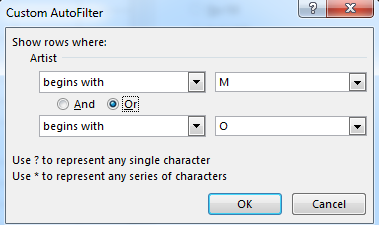 Custom AutoFilter ? X
Show rows where:
Artist
begins with M
And Or
begins with O
Use ? to represent any single character
Use * to represent any series of characters
OK Cancel